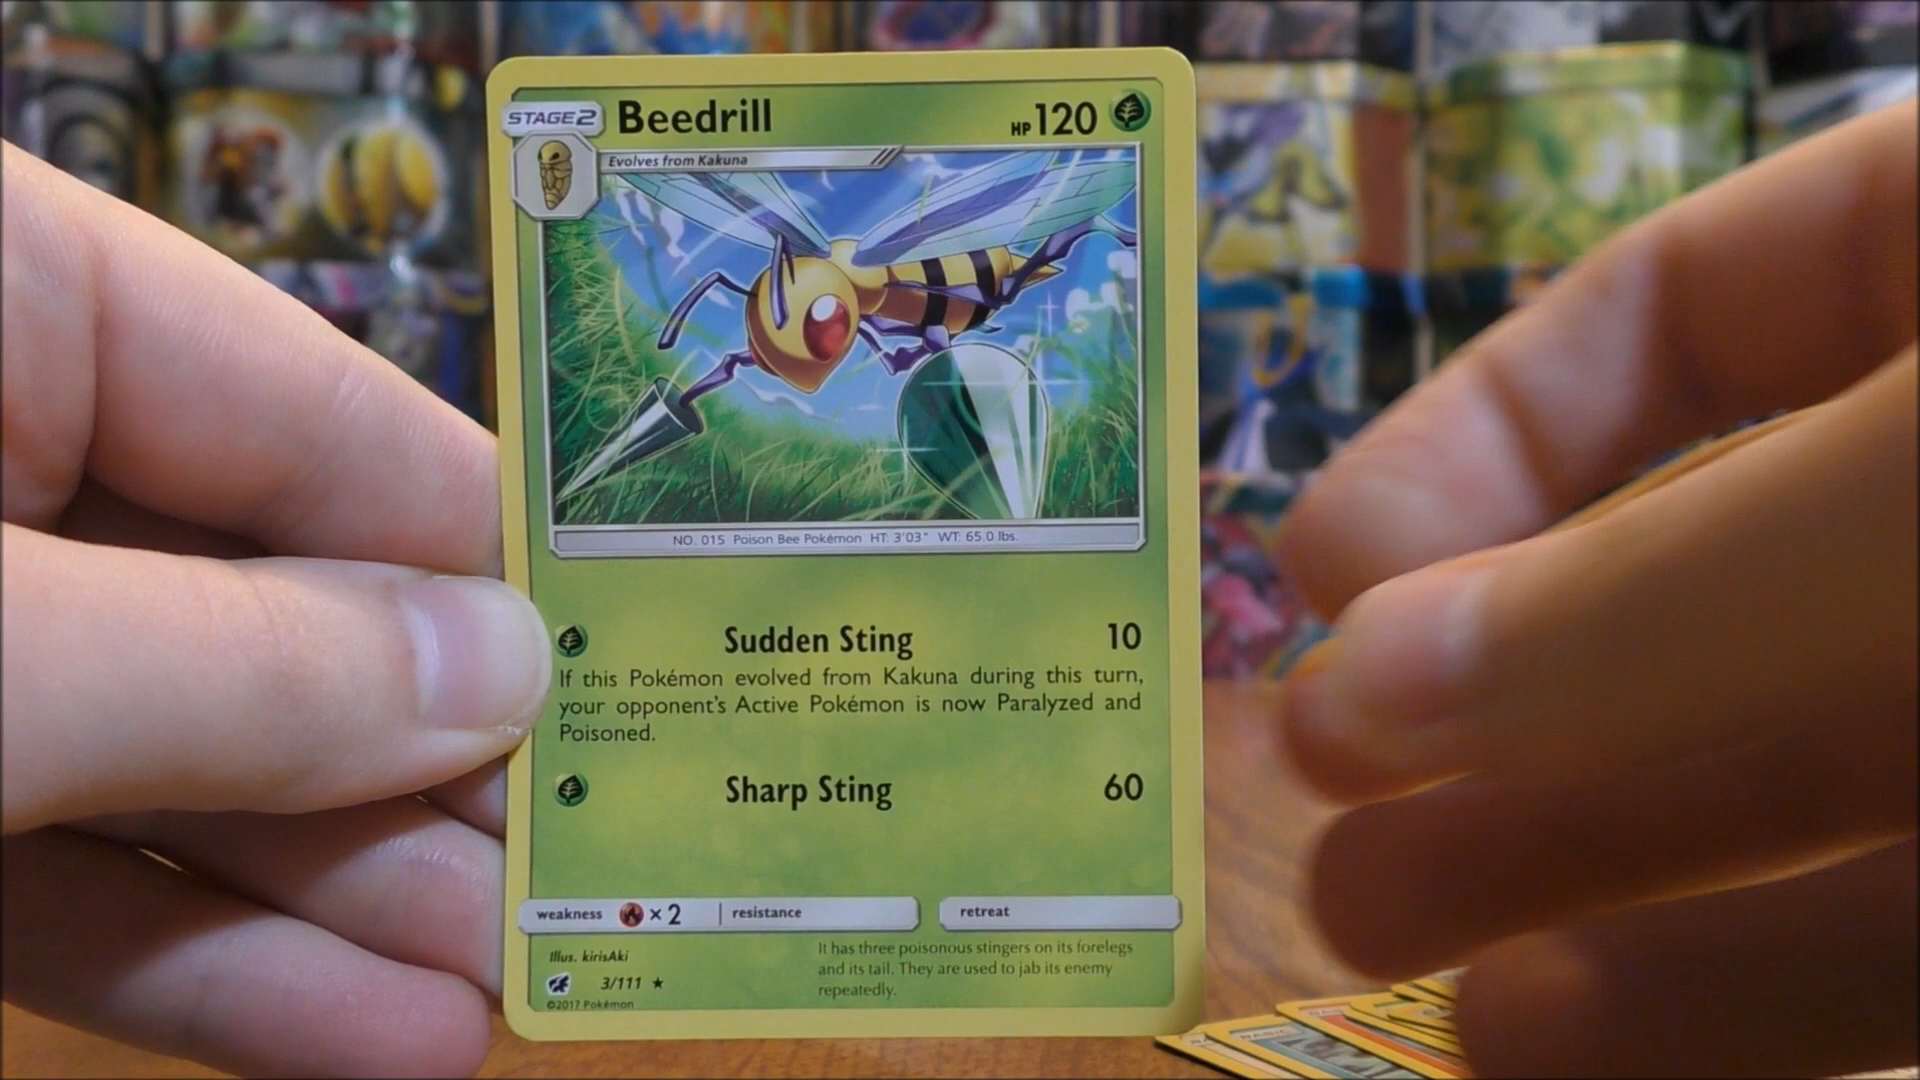 STAGE2 Beedrill HP 120
Evolves from Kakuna
NO. 015 Poison Bee Pokémon HT: 3'03" WT: 65.0 lbs.
Sudden Sting 10
If this Pokémon evolved from Kakuna during this turn,
your opponent's Active Pokémon is now Paralyzed and
Poisoned.
Sharp Sting 60
weakness × 2 resistance retreat
Illus. kirisAki
3/111 ★
©2017 Pokémon
It has three poisonous stingers on its forelegs
and its tail. They are used to jab its enemy
repeatedly.
BASIC